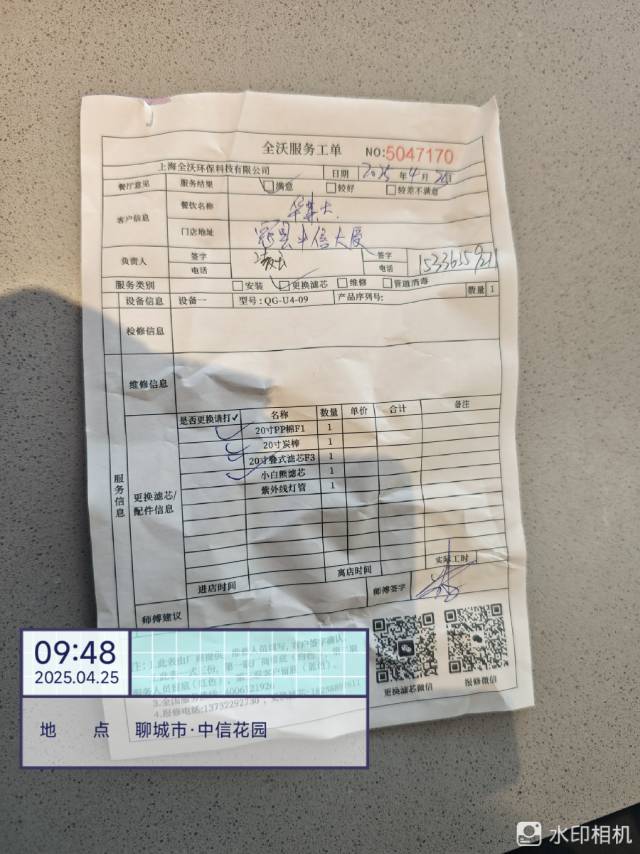 全沃服务工单 NO:5047170
上海全沃环保科技有限公司 日期 2025年4月25日
餐厅意见 服务结果 满意 较好 较差不满意
客户信息 餐饮名称 华莱士
门店地址 冠县中信大厦
负责人 签字 签字
电话 电话
服务类别 安装 更换滤芯 维修 管道消毒
设备信息 设备一 型号:QG-U4-09 产品序列号: 数量 1
检修信息
维修信息
服务信息
更换滤芯/配件信息
是否更换请打✓ 名称 数量 单价 合计 备注
✓ 20寸PP棉F1 1
✓ 20寸炭棒 1
✓ 20寸叠式滤芯F3 1
✓ 小白熊滤芯 1
紫外线灯管 1
进店时间 离店时间 实际工时
师傅建议 师傅签字
更换滤芯微信 报修微信
4.报修电话:13732292730
09:48
2025.04.25
地 点 聊城市·中信花园
水印相机